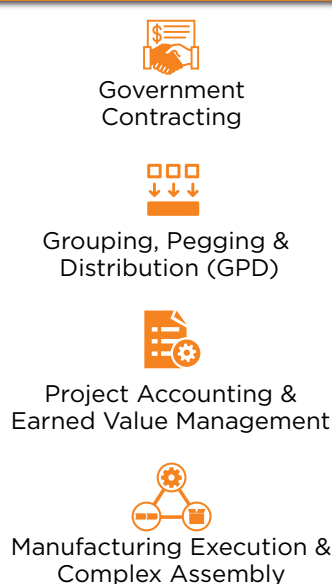 $
Government
Contracting
Grouping, Pegging &
Distribution (GPD)
Project Accounting &
Earned Value Management
Manufacturing Execution &
Complex Assembly